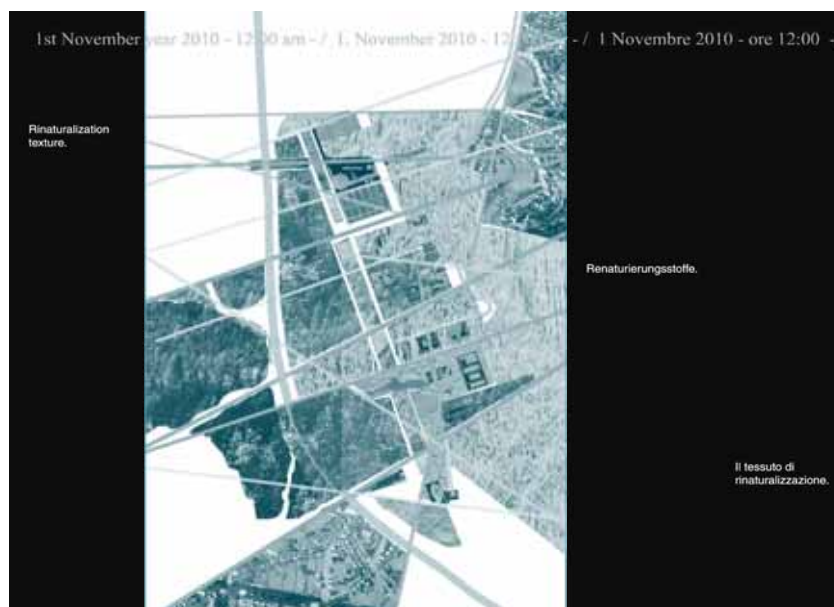 1st November year 2010 - 12:00 am - / 1. November 2010 - 12 - / 1 Novembre 2010 - ore 12:00 -
Rinaturalization
texture.
Renaturierungsstoffe.
Il tessuto di
rinaturalizzazione.